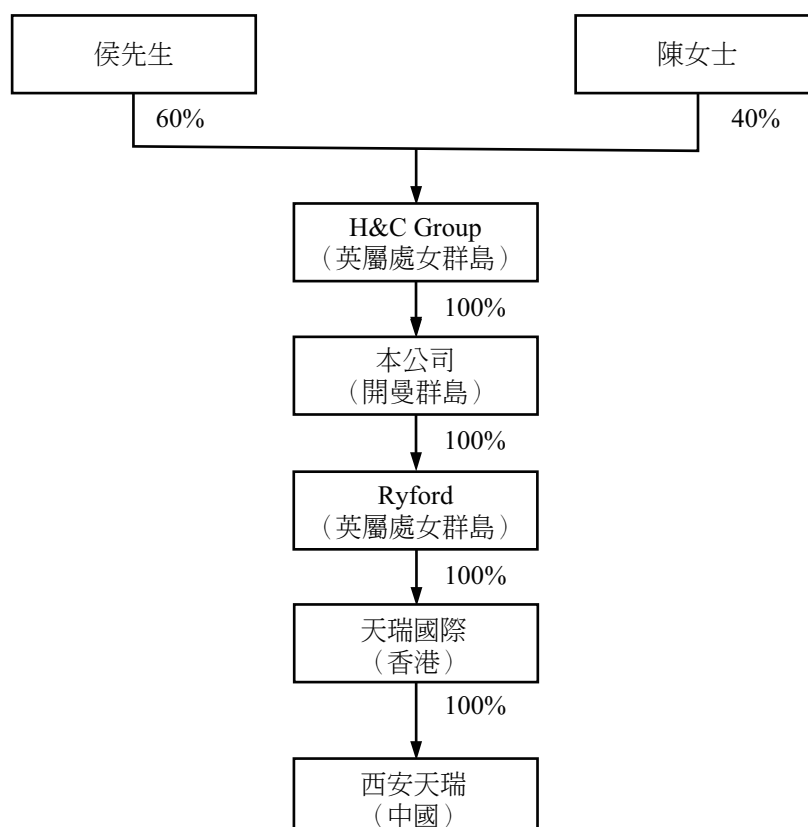 侯先生
陳女士
60%
40%
H&C Group
（英屬處女群島）
100%
本公司
（開曼群島）
100%
Ryford
（英屬處女群島）
100%
天瑞國際
（香港）
100%
西安天瑞
（中國）